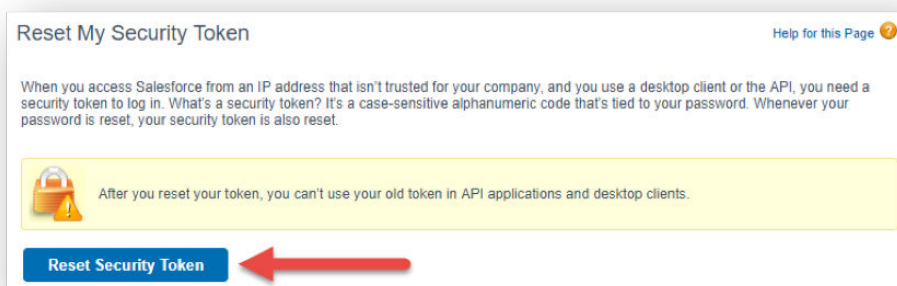 Reset My Security Token
Help for this Page
When you access Salesforce from an IP address that isn't trusted for your company, and you use a desktop client or the API, you need a
security token to log in. What's a security token? It's a case-sensitive alphanumeric code that's tied to your password. Whenever your
password is reset, your security token is also reset.
After you reset your token, you can't use your old token in API applications and desktop clients.
Reset Security Token